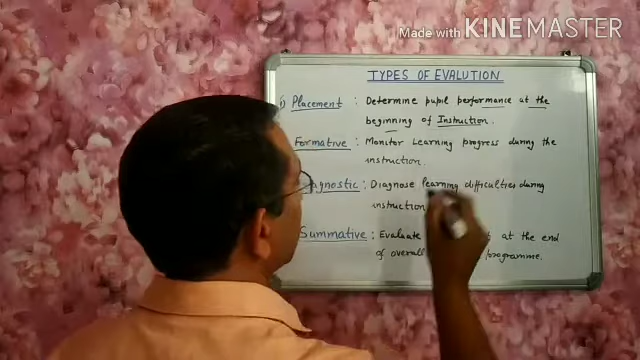 Made with KINEMASTER
TYPES OF EVALUTION
i) Placement : Determine pupil performance at the
beginning of Instruction.
Formative : Monitor Learning progress during the
instruction.
agnostic : Diagnose learning difficulties during
instruction
Summative : Evaluate at the end
of overall programme.